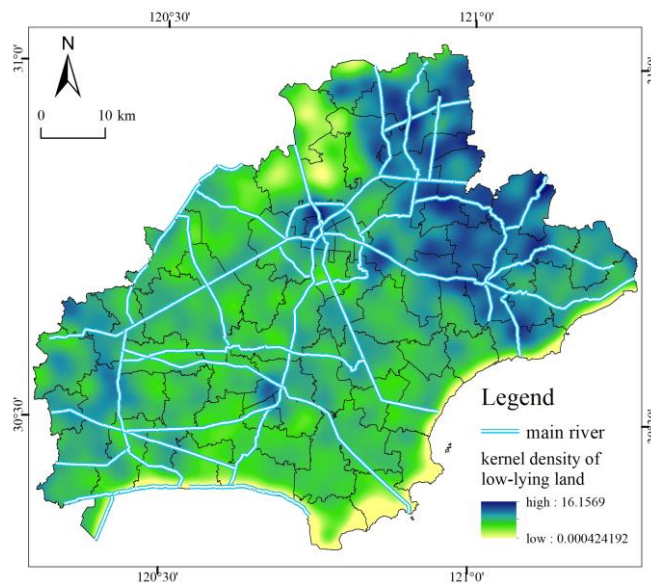 120°30' 121°0'
31°0'
N
0 10 km
Legend
main river
kernel density of
low-lying land
high : 16.1569
low : 0.000424192
30°30'
120°30' 121°0'